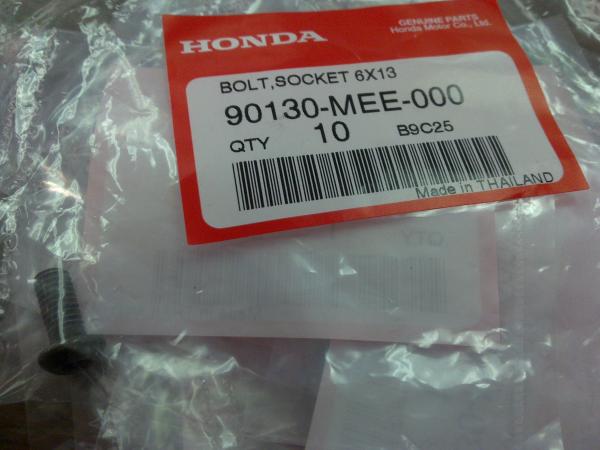 HONDA
GENUINE PARTS
Honda Motor Co., Ltd.
BOLT,SOCKET 6X13
90130-MEE-000
QTY 10 B9C25
Made in THAILAND
QTY